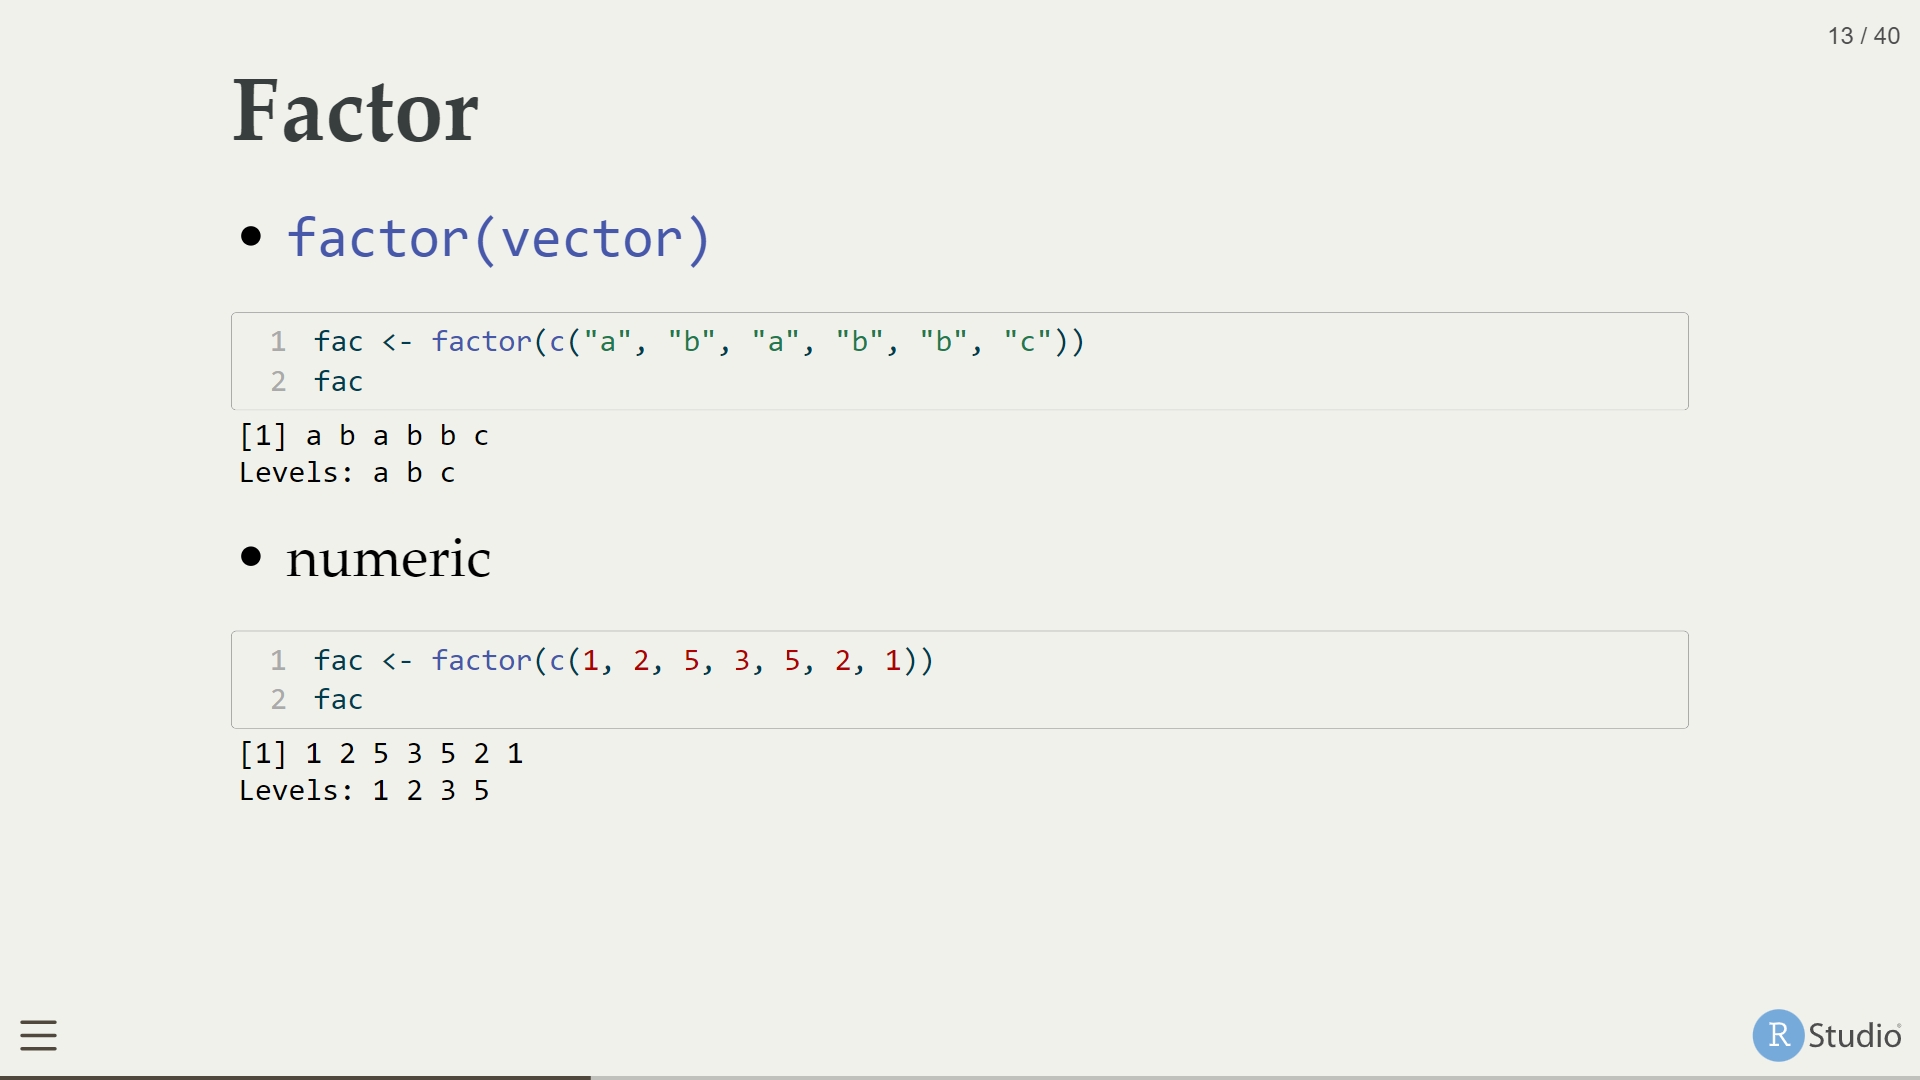 13 / 40
Factor
• factor(vector)
1 fac <- factor(c("a", "b", "a", "b", "b", "c"))
2 fac
[1] a b a b b c
Levels: a b c
• numeric
1 fac <- factor(c(1, 2, 5, 3, 5, 2, 1))
2 fac
[1] 1 2 5 3 5 2 1
Levels: 1 2 3 5
R Studio